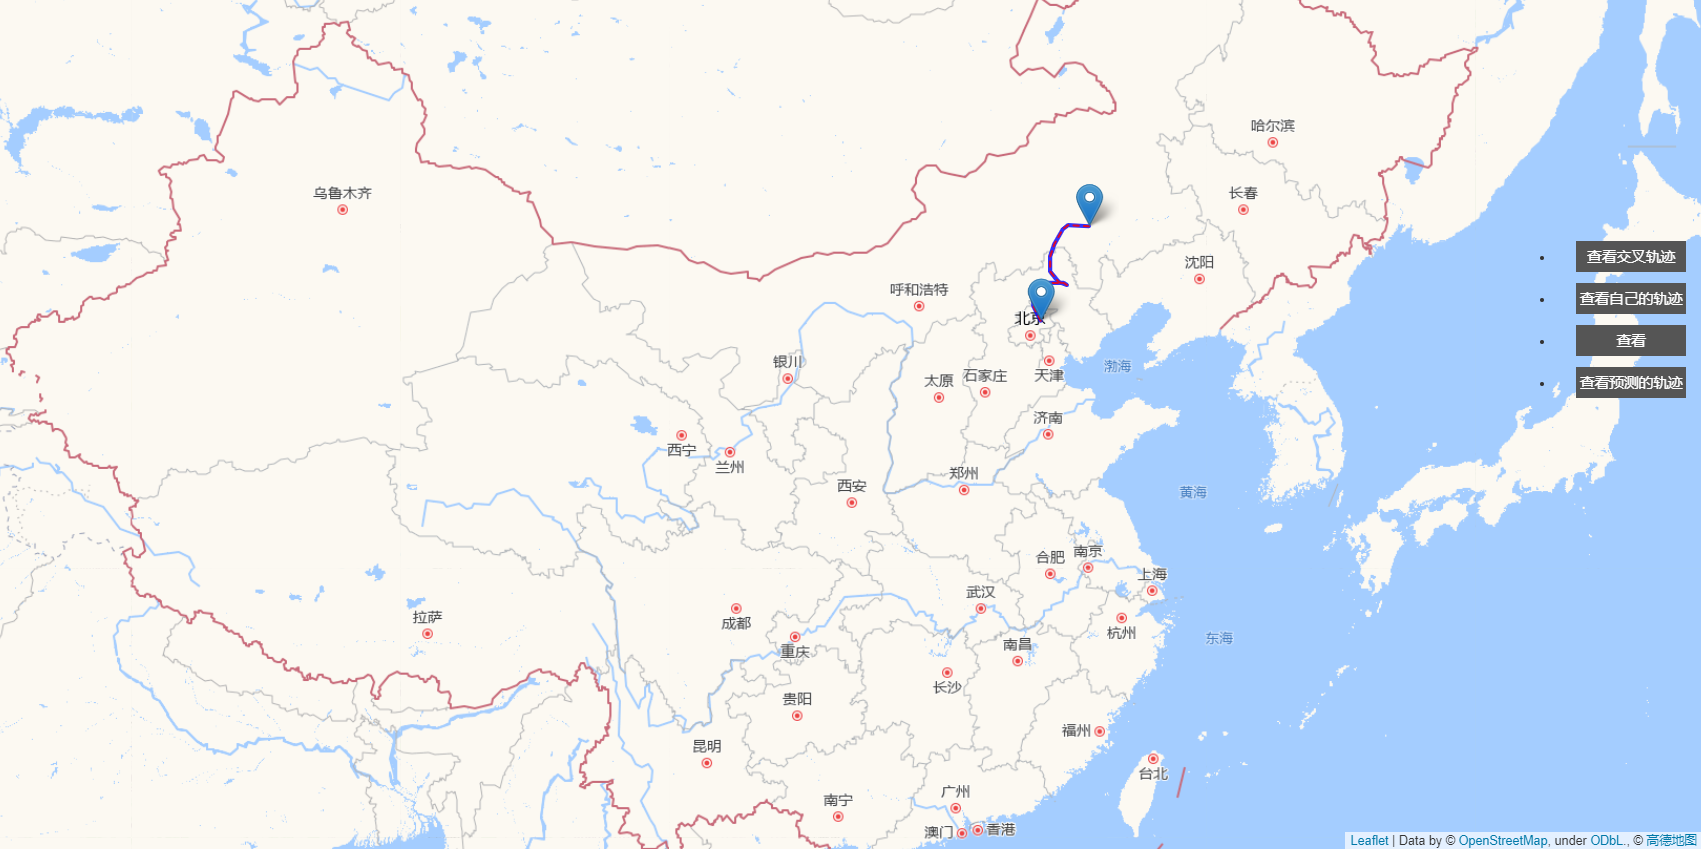 哈尔滨
乌鲁木齐
长春
查看交叉轨迹
沈阳
呼和浩特
查看自己的轨迹
北京
查看
银川
渤海
太原
石家庄
天津
查看预测的轨迹
济南
西宁
兰州
郑州
西安
黄海
合肥
南京
上海
武汉
拉萨
成都
杭州
东海
重庆
南昌
长沙
贵阳
福州
昆明
台北
广州
南宁
澳门
香港
Leaflet | Data by © OpenStreetMap, under ODbL., © 高德地图